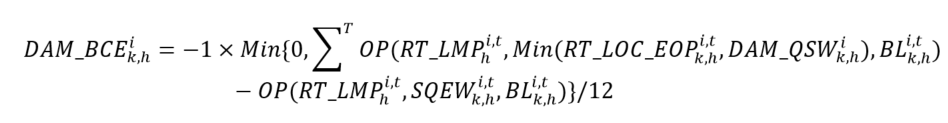 DAM_BCE^i_{k,h} = −1 × Min{0, ∑^T OP(RT_LMP^{i,t}_h, Min(RT_LOC_EOP^{i,t}_{k,h}, DAM_QSW^i_{k,h}), BL^{i,t}_{k,h})
− OP(RT_LMP^{i,t}_h, SQEW^{i,t}_{k,h}, BL^{i,t}_{k,h})}/12